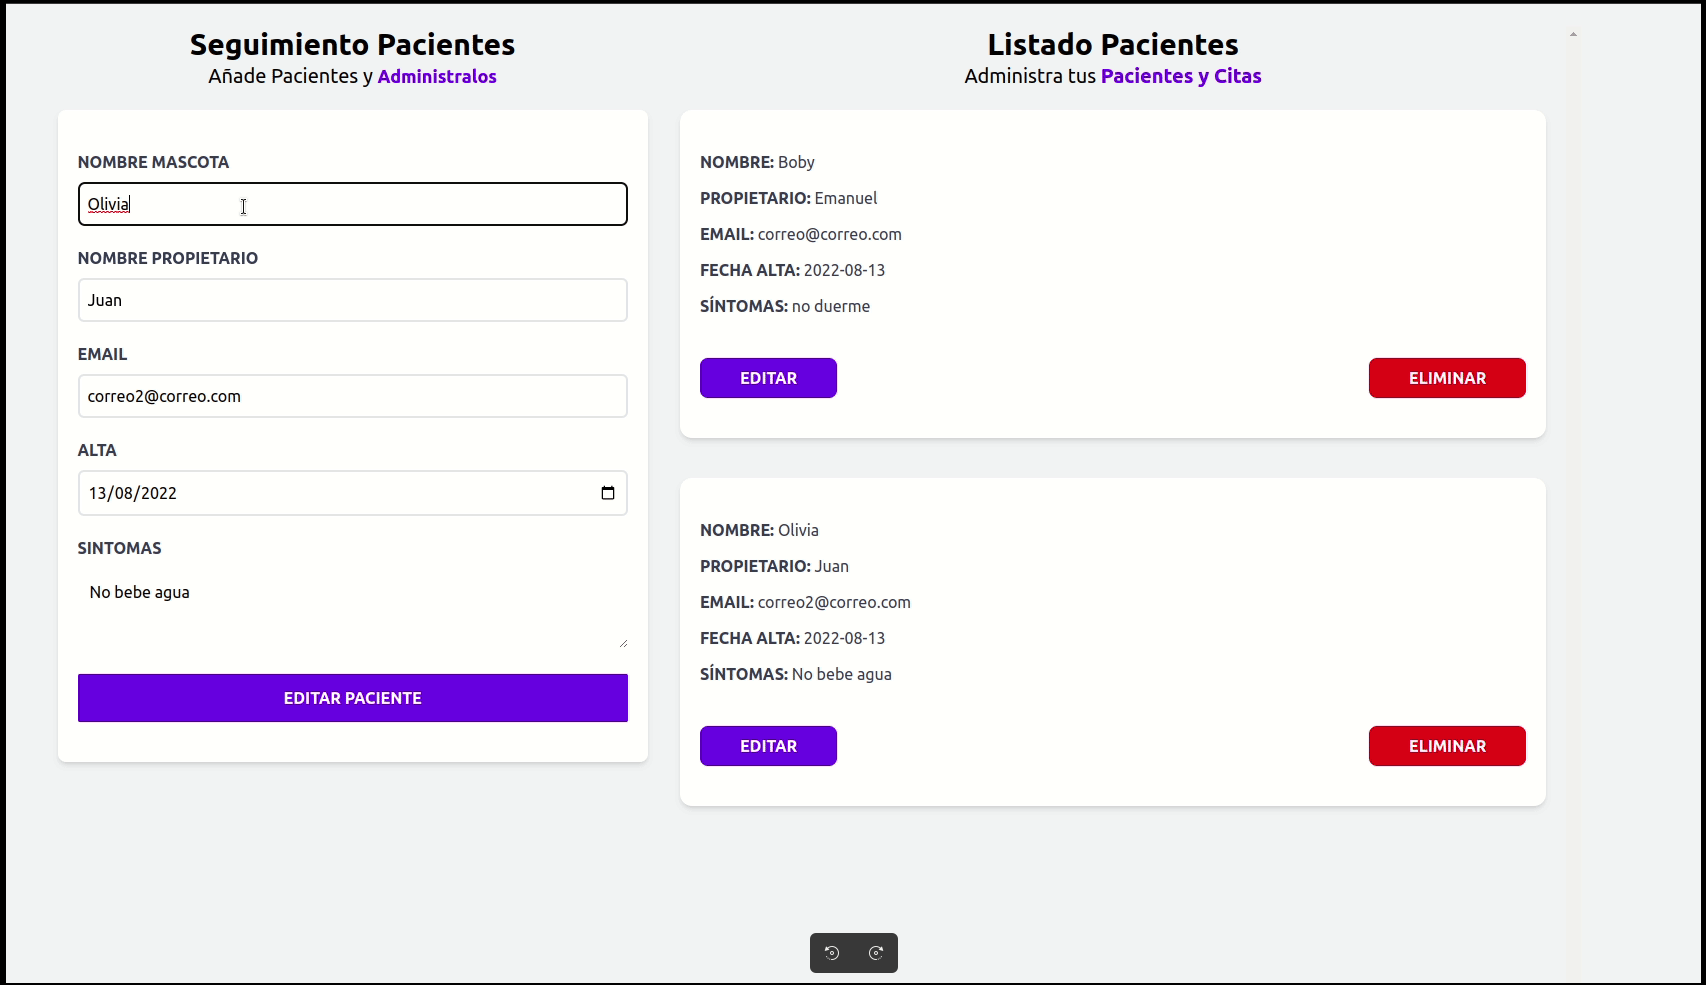 Seguimiento Pacientes
Añade Pacientes y Administralos
NOMBRE MASCOTA
Olivia
NOMBRE PROPIETARIO
Juan
EMAIL
correo2@correo.com
ALTA
13/08/2022
SINTOMAS
No bebe agua
EDITAR PACIENTE
Listado Pacientes
Administra tus Pacientes y Citas
NOMBRE: Boby
PROPIETARIO: Emanuel
EMAIL: correo@correo.com
FECHA ALTA: 2022-08-13
SÍNTOMAS: no duerme
EDITAR
ELIMINAR
NOMBRE: Olivia
PROPIETARIO: Juan
EMAIL: correo2@correo.com
FECHA ALTA: 2022-08-13
SÍNTOMAS: No bebe agua
EDITAR
ELIMINAR